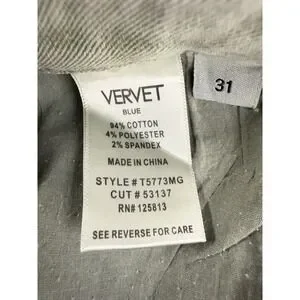 VERVET
BLUE
94% COTTON
4% POLYESTER
2% SPANDEX
MADE IN CHINA
STYLE # T5773MG
CUT # 53137
RN# 125813
SEE REVERSE FOR CARE
31